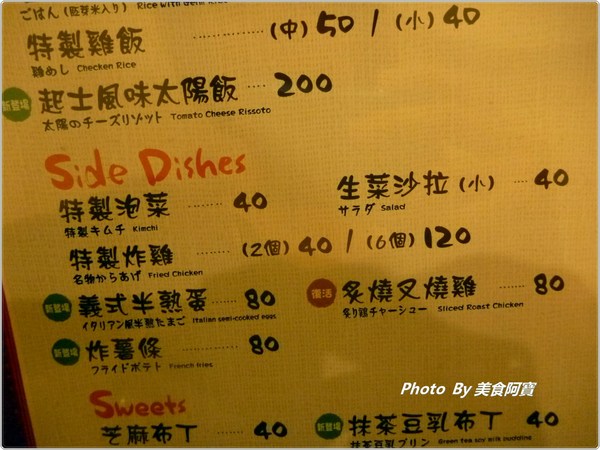 ごはん(胚芽米入り) Rice with Germ rice 40
特製雞飯 ............... (中) 50 / (小) 40
鶏めし Checken Rice
新登場 起士風味太陽飯 .... 200
太陽のチーズリゾット Tomato Cheese Rissoto
Side Dishes
特製泡菜 ........ 40
特製キムチ Kimchi
生菜沙拉(小) .... 40
サラダ Salad
特製炸雞 ........ (2個) 40 / (6個) 120
名物からあげ Fried Chicken
新登場 義式半熟蛋 ...... 80
イタリアン風半熟たまご Italian semi-cooked eggs
復活 炙燒叉燒雞 ..... 80
炙り鶏チャーシュー Sliced Roast Chicken
新登場 炸薯條 ........ 80
フライドポテト French fries
Photo By 美食阿寶
Sweets
芝麻布丁 ...... 40
新登場 抹茶豆乳布丁 40
抹茶豆乳プリン Green tea soy milk pudding